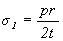 σ₁ = pr/2t